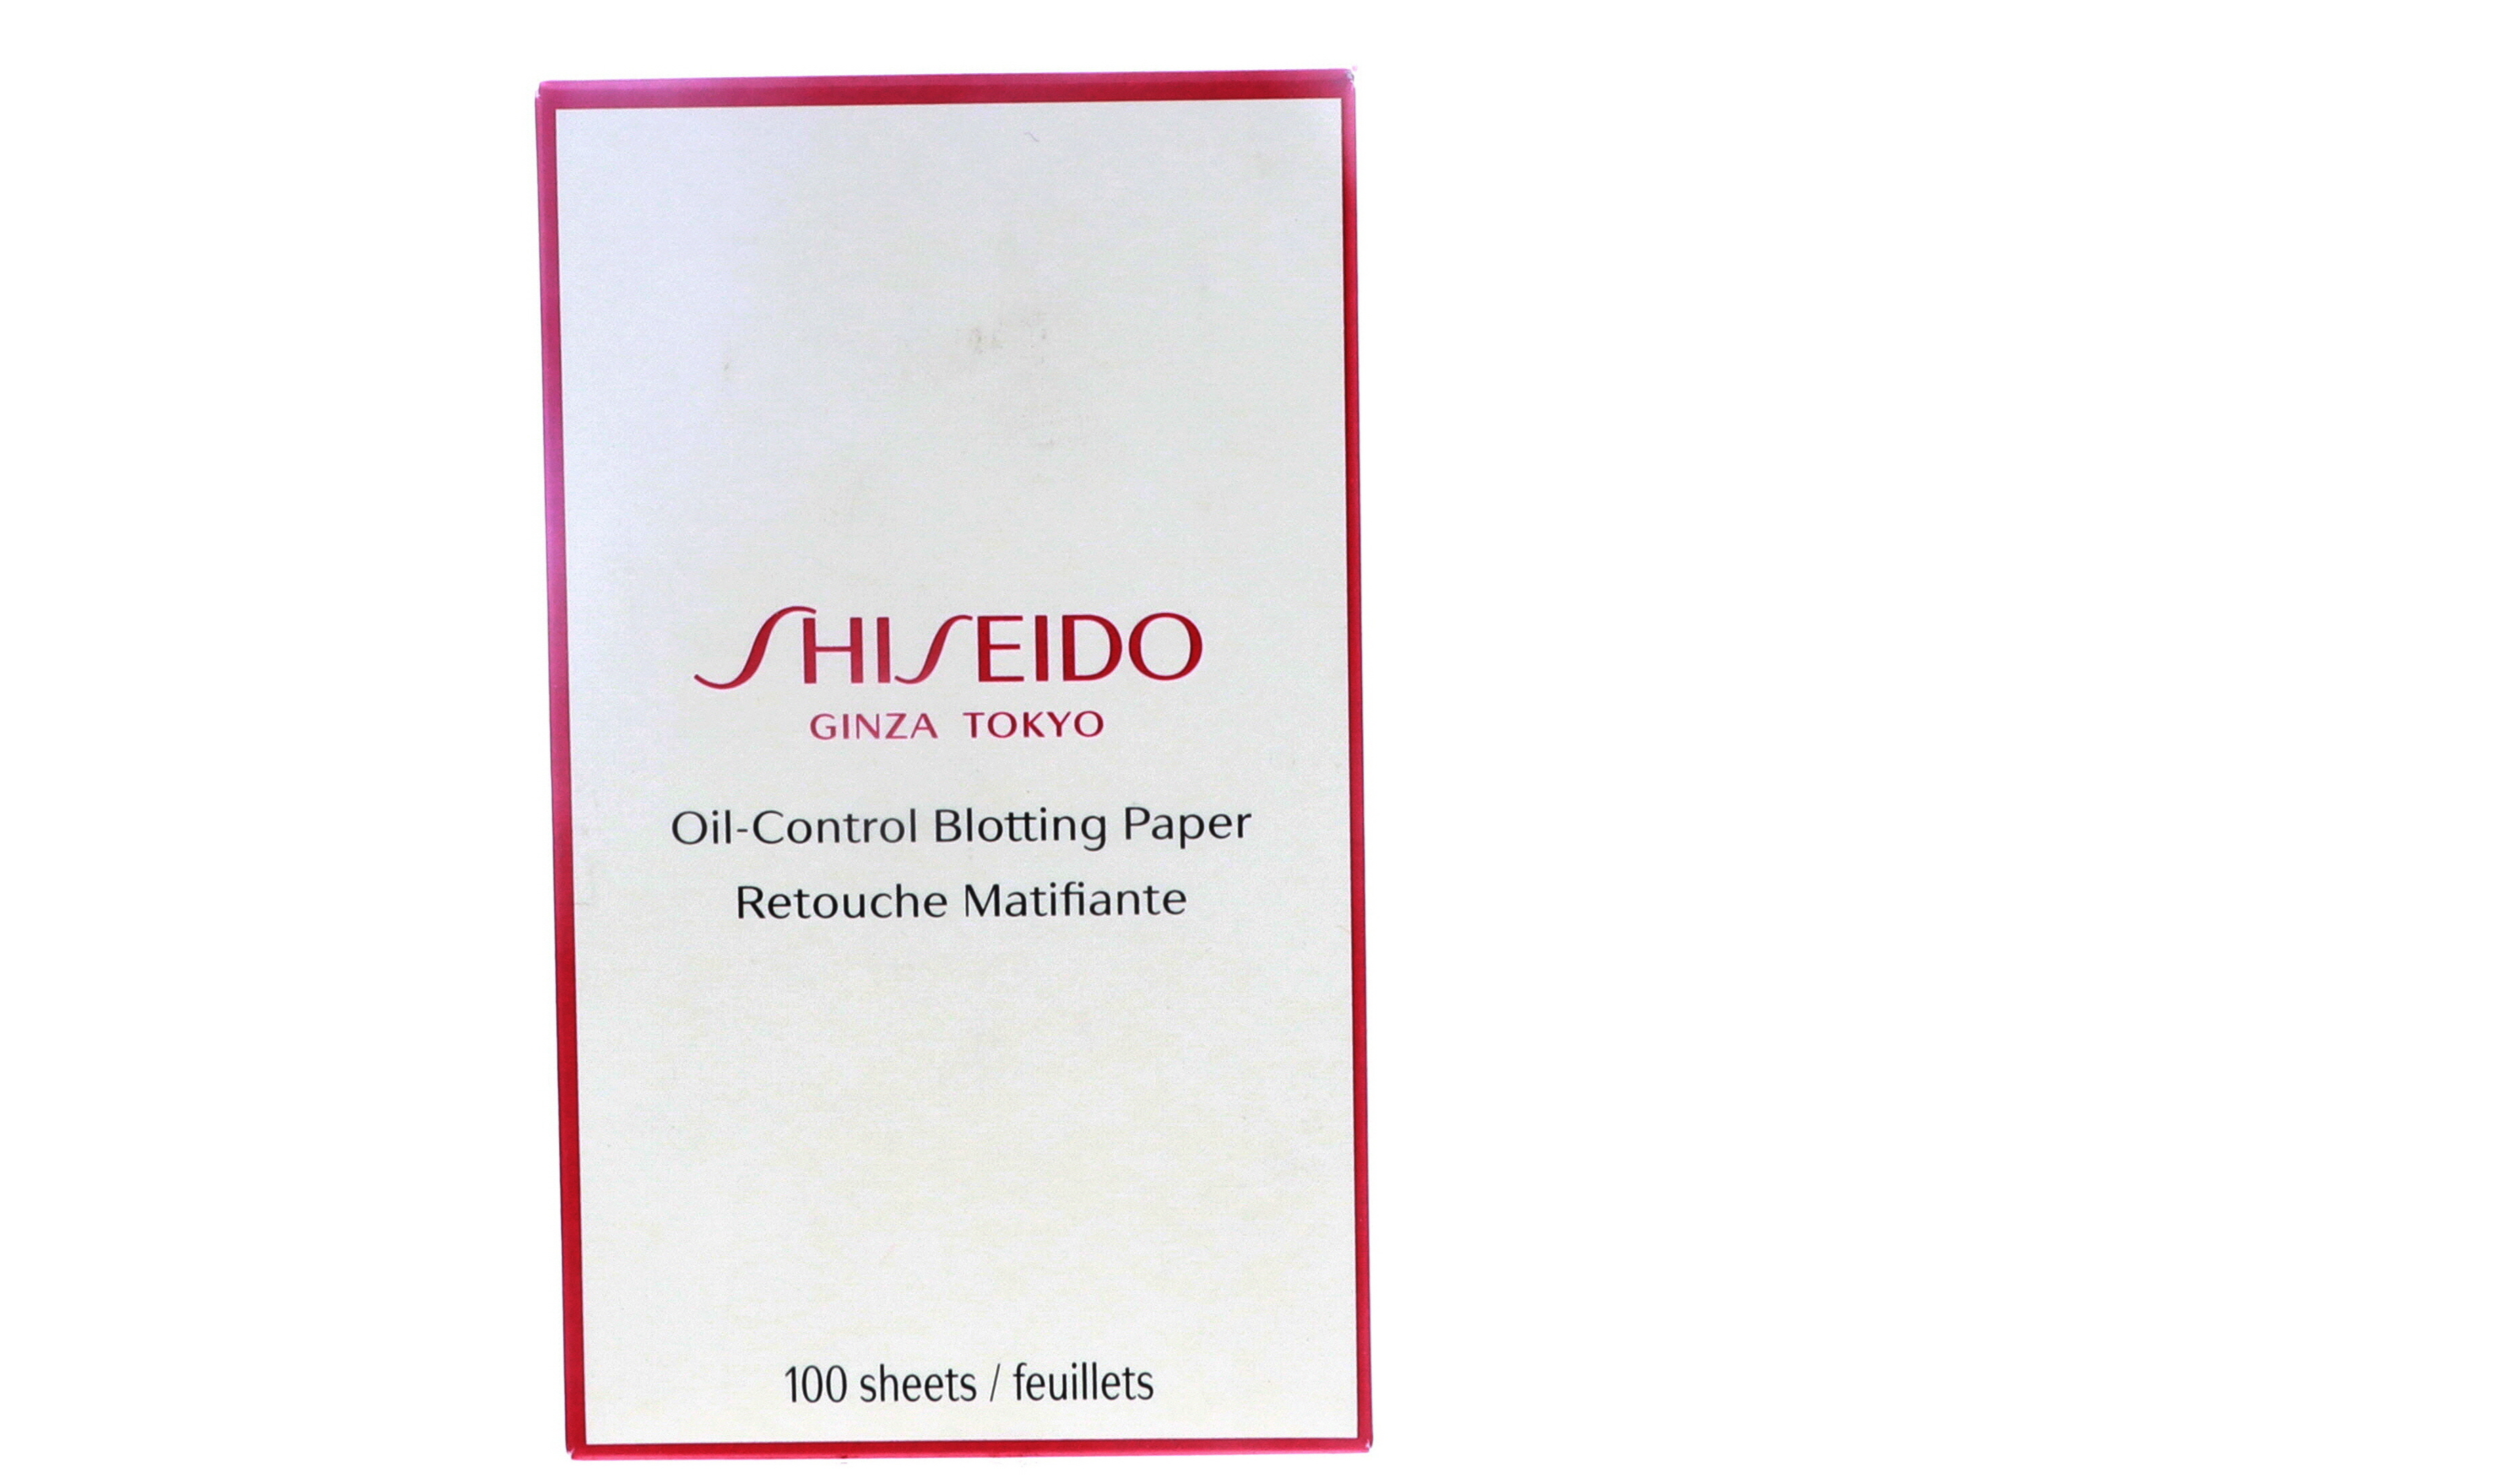 SHISEIDO
GINZA TOKYO
Oil-Control Blotting Paper
Retouche Matifiante
100 sheets / feuillets